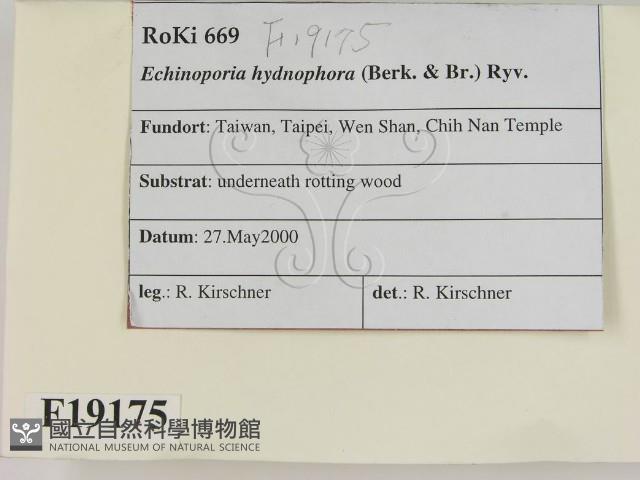 RoKi 669 F19175
Echinoporia hydnophora (Berk. & Br.) Ryv.
Fundort: Taiwan, Taipei, Wen Shan, Chih Nan Temple
Substrat: underneath rotting wood
Datum: 27.May2000
leg.: R. Kirschner det.: R. Kirschner
F19175
國立自然科學博物館
NATIONAL MUSEUM OF NATURAL SCIENCE